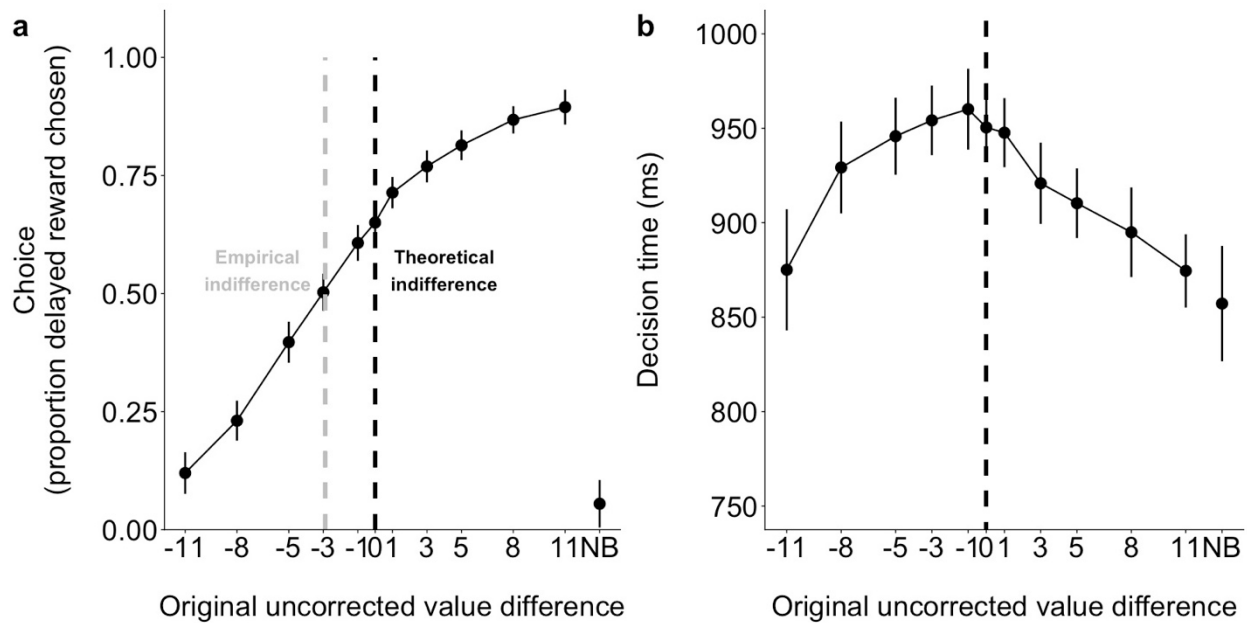 a
Choice
(proportion delayed reward chosen)
1.00
0.75
0.50
0.25
0.00
Empirical
indifference
Theoretical
indifference
-11 -8 -5 -3 -1 0 1 3 5 8 11 NB
Original uncorrected value difference
b
Decision time (ms)
1000
950
900
850
800
750
-11 -8 -5 -3 -1 0 1 3 5 8 11 NB
Original uncorrected value difference